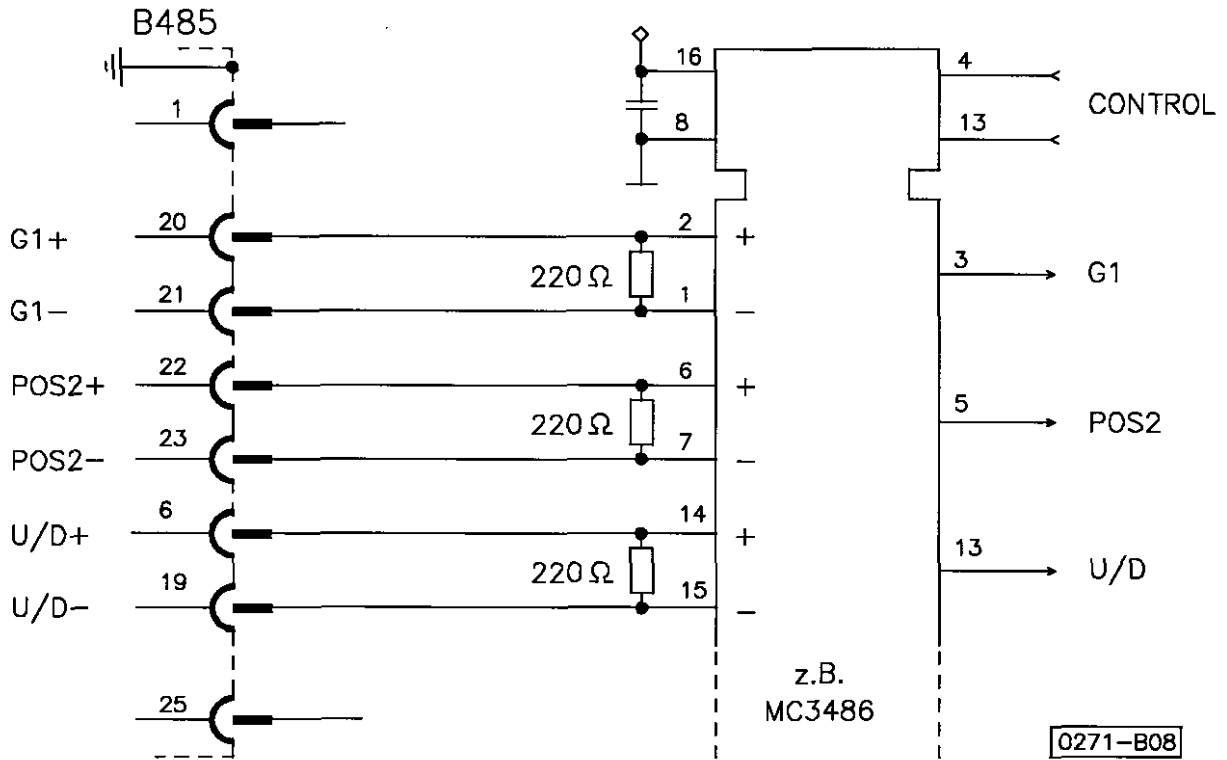 B485
1
20
G1+
21
G1-
22
POS2+
23
POS2-
6
U/D+
19
U/D-
25
220 Ω
220 Ω
220 Ω
16
8
2
+
1
-
6
+
7
-
14
+
15
-
4
CONTROL
13
3
G1
5
POS2
13
U/D
z.B.
MC3486
0271-B08